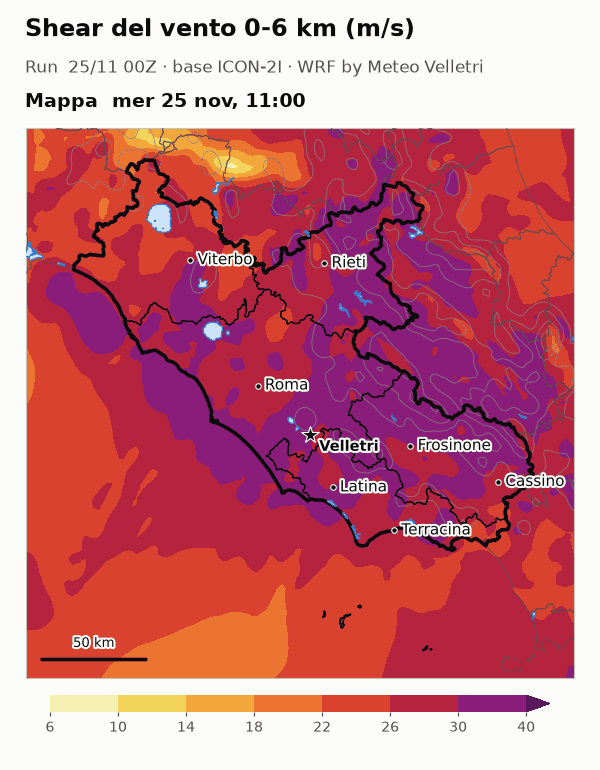 Shear del vento 0-6 km (m/s)
Run  25/11 00Z · base ICON-2I · WRF by Meteo Velletri
Mappa  mer 25 nov, 11:00
Viterbo
Rieti
Roma
Velletri
Frosinone
Cassino
Latina
Terracina
50 km
6 10 14 18 22 26 30 40